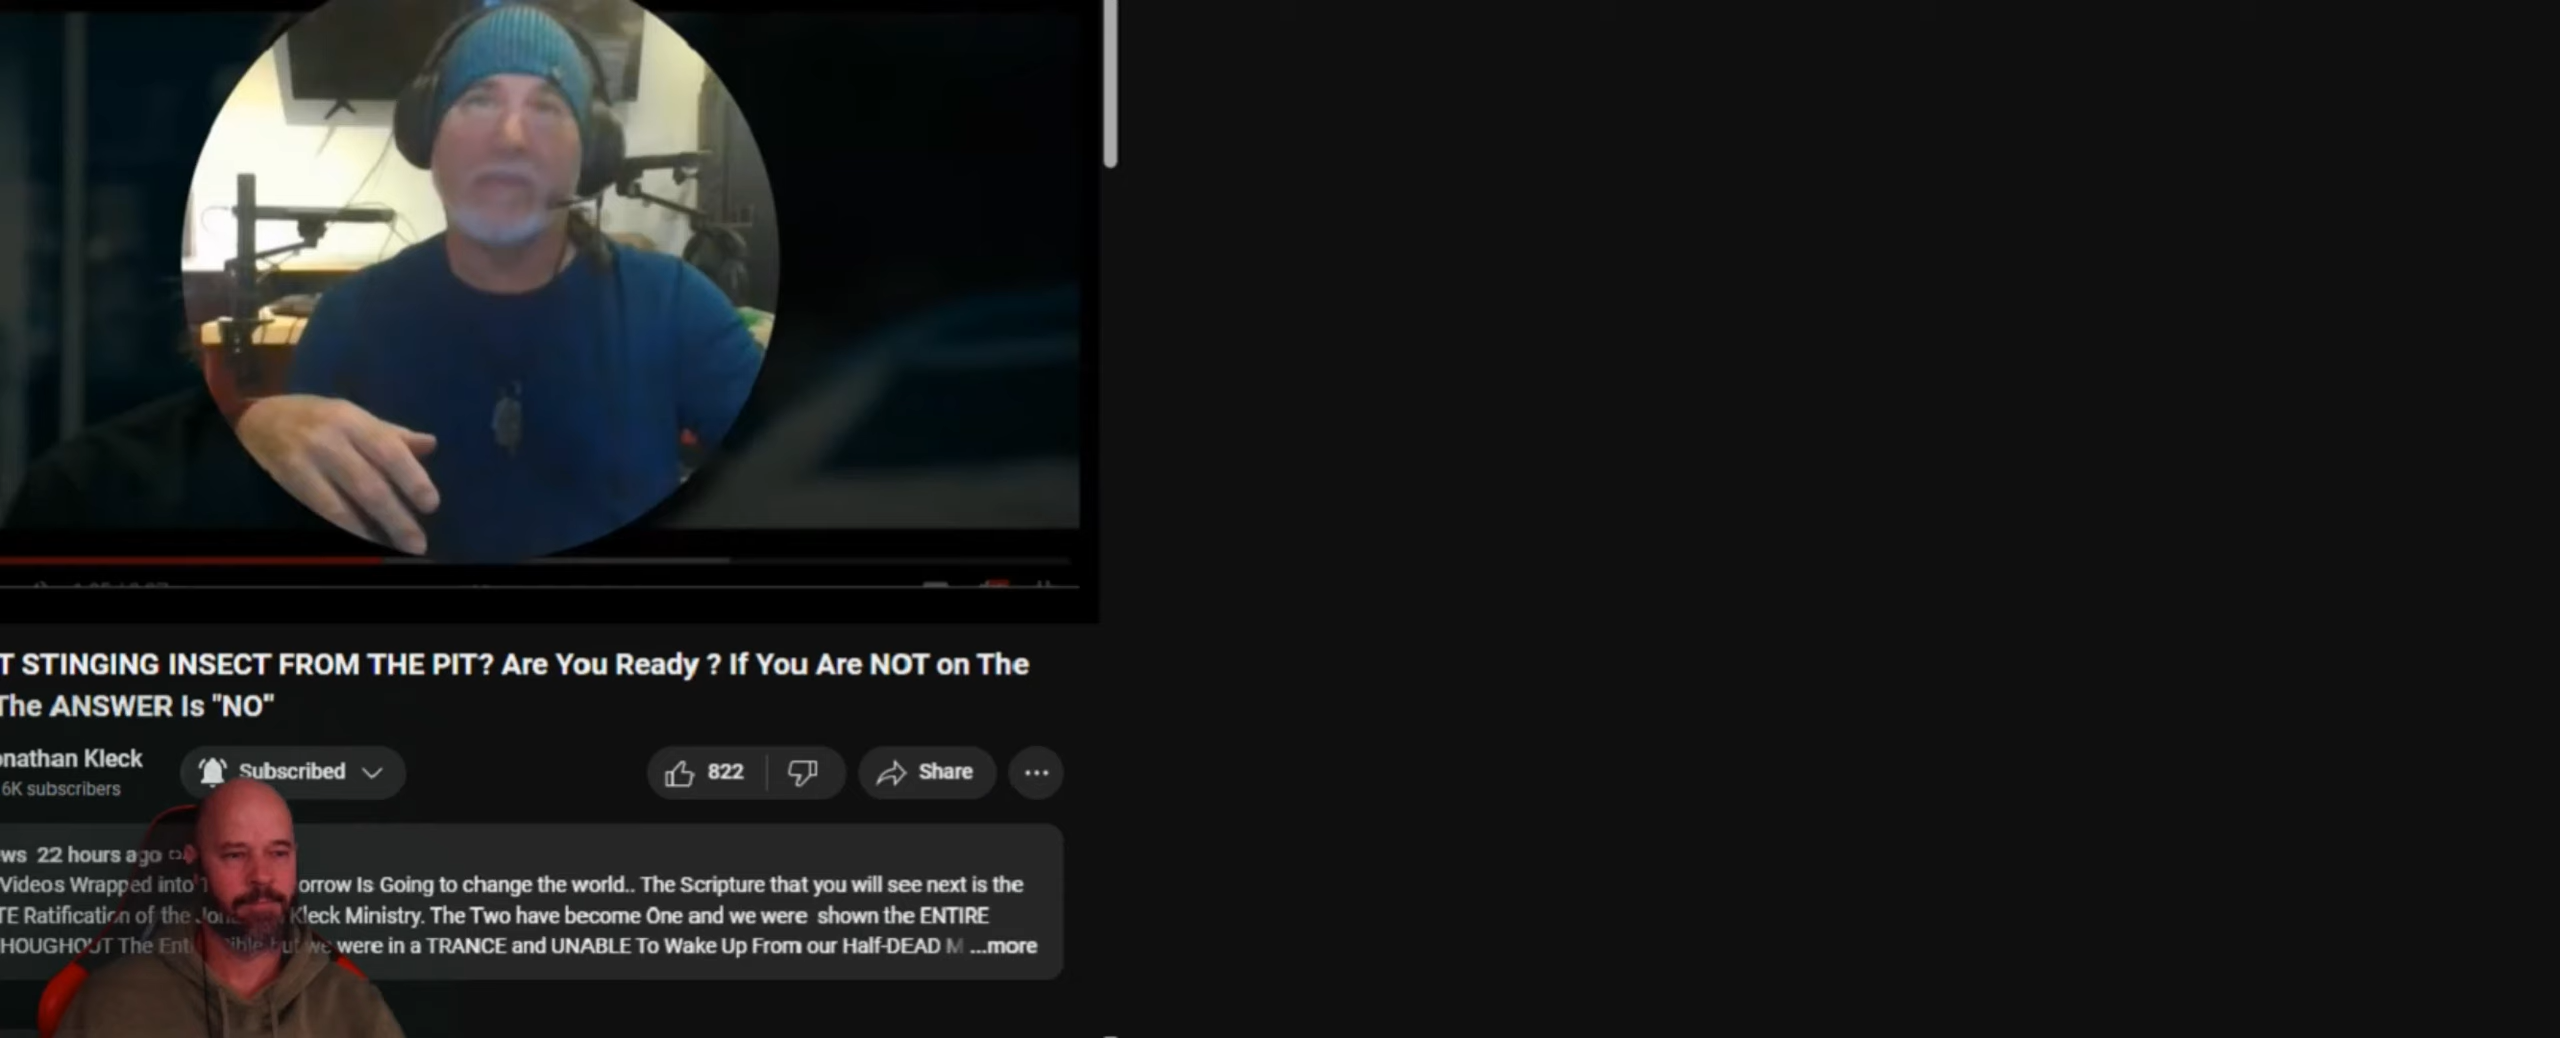 T STINGING INSECT FROM THE PIT? Are You Ready ? If You Are NOT on The
The ANSWER Is "NO"
onathan Kleck
6K subscribers
Subscribed
822
Share
ws 22 hours ago
Videos Wrapped into orrow Is Going to change the world.. The Scripture that you will see next is the
TE Ratification of the Kleck Ministry. The Two have become One and we were shown the ENTIRE
HOUGHOUT The but we were in a TRANCE and UNABLE To Wake Up From our Half-DEAD M ...more